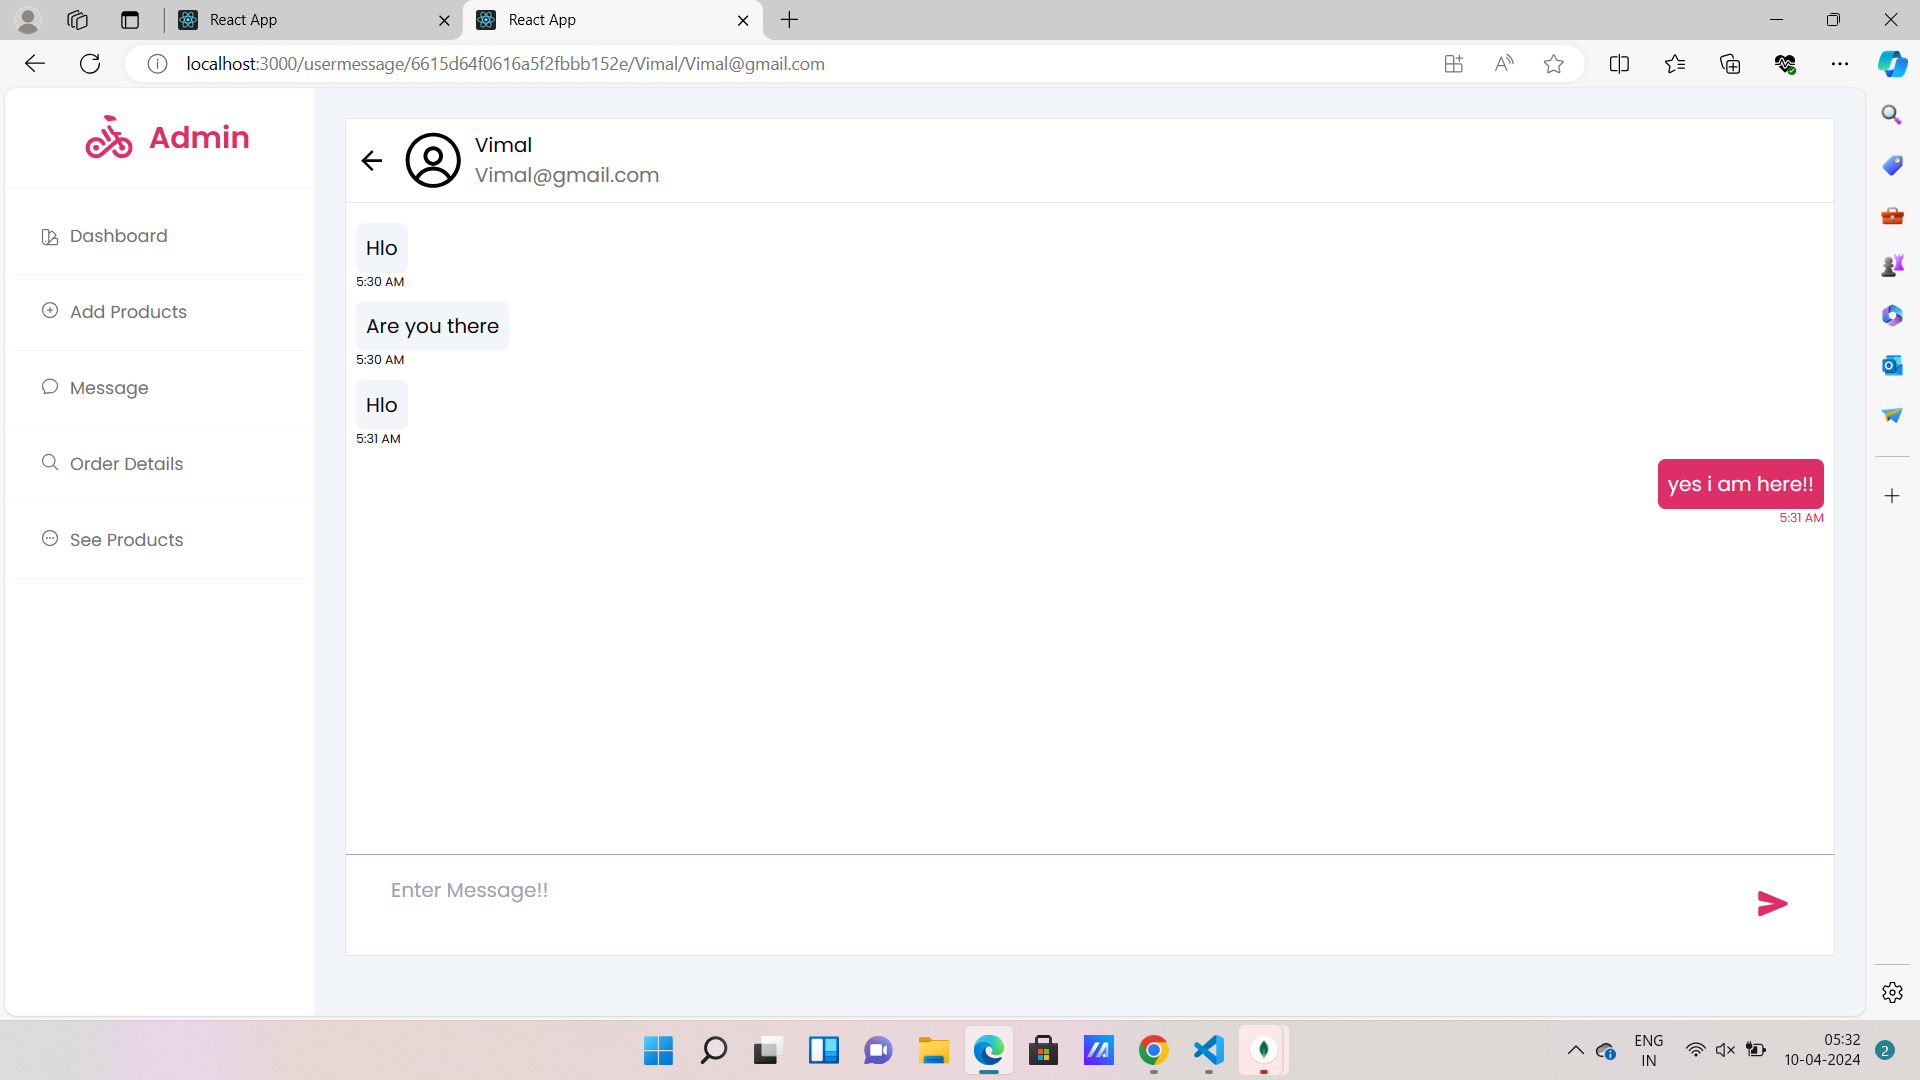 React App
React App
localhost:3000/usermessage/6615d64f0616a5f2fbbb152e/Vimal/Vimal@gmail.com
Admin
Dashboard
Add Products
Message
Order Details
See Products
Vimal
Vimal@gmail.com
Hlo
5:30 AM
Are you there
5:30 AM
Hlo
5:31 AM
yes i am here!!
5:31 AM
Enter Message!!
ENG
IN
05:32
10-04-2024
2